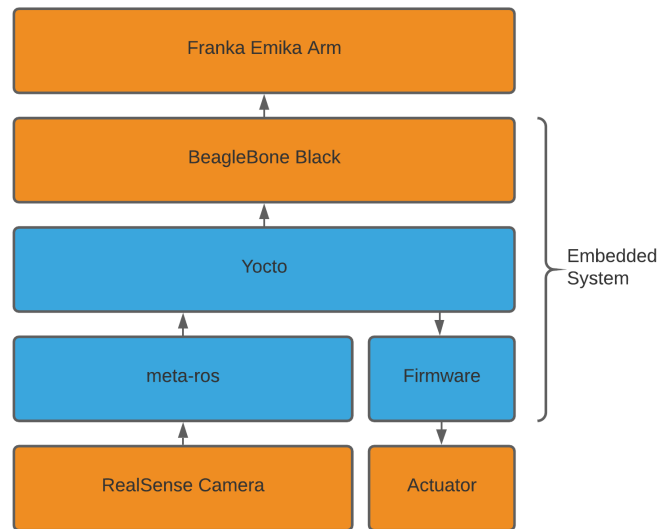 Franka Emika Arm
BeagleBone Black
Yocto
Embedded
System
meta-ros
Firmware
RealSense Camera
Actuator